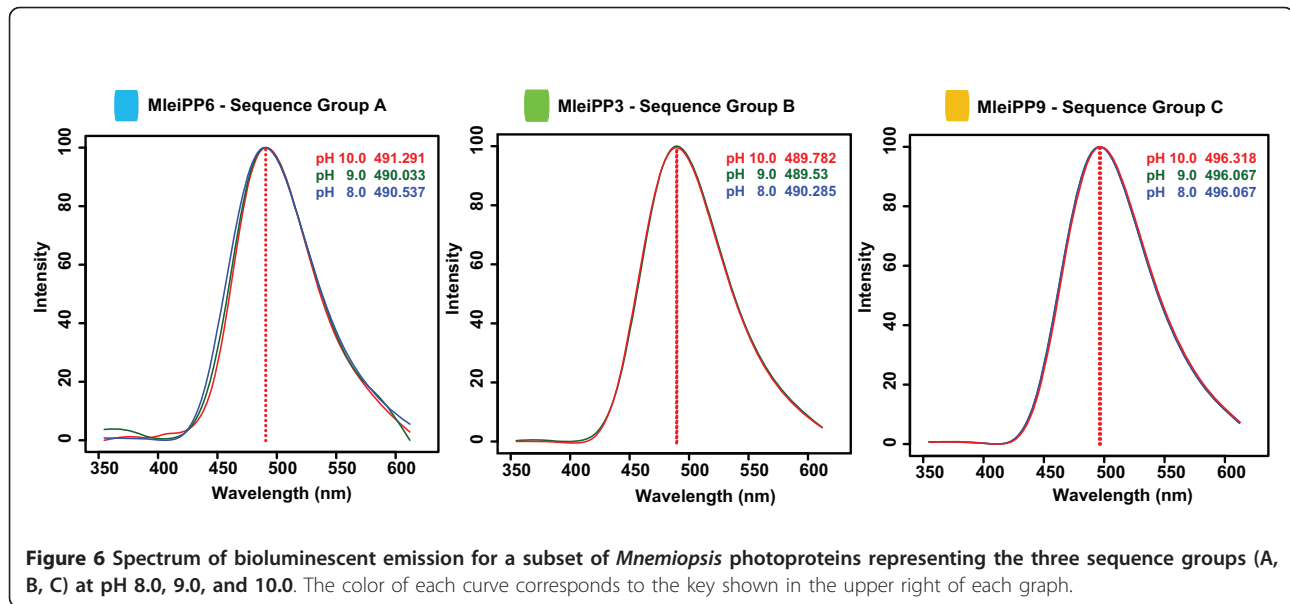 MleiPP6 - Sequence Group A
pH 10.0 491.291
pH 9.0 490.033
pH 8.0 490.537
100
80
60
40
20
0
Intensity
350 400 450 500 550 600
Wavelength (nm)
MleiPP3 - Sequence Group B
pH 10.0 489.782
pH 9.0 489.53
pH 8.0 490.285
100
80
60
40
20
0
Intensity
350 400 450 500 550 600
Wavelength (nm)
MleiPP9 - Sequence Group C
pH 10.0 496.318
pH 9.0 496.067
pH 8.0 496.067
100
80
60
40
20
0
Intensity
350 400 450 500 550 600
Wavelength (nm)
Figure 6 Spectrum of bioluminescent emission for a subset of Mnemiopsis photoproteins representing the three sequence groups (A,
B, C) at pH 8.0, 9.0, and 10.0. The color of each curve corresponds to the key shown in the upper right of each graph.